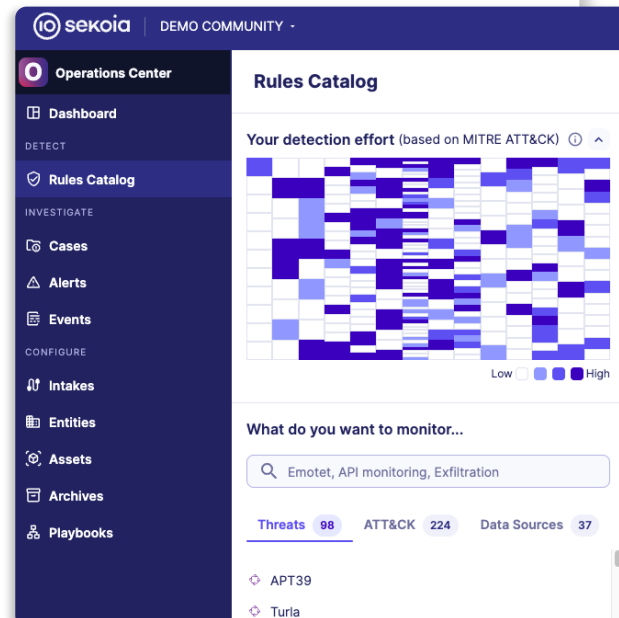 IO sekoia DEMO COMMUNITY
Operations Center
Dashboard
DETECT
Rules Catalog
INVESTIGATE
Cases
Alerts
Events
CONFIGURE
Intakes
Entities
Assets
Archives
Playbooks
Rules Catalog
Your detection effort (based on MITRE ATT&CK)
Low High
What do you want to monitor...
Emotet, API monitoring, Exfiltration
Threats 98 ATT&CK 224 Data Sources 37
APT39
Turla